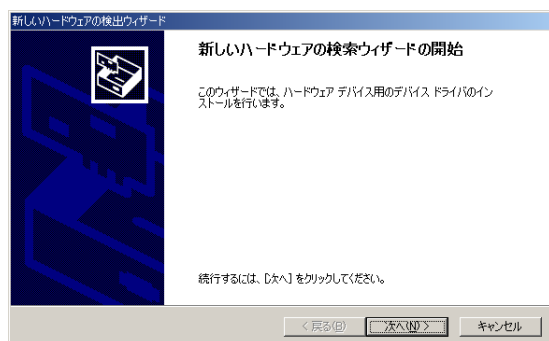 新しいハードウェアの検出ウィザード
新しいハードウェアの検索ウィザードの開始
このウィザードでは、ハードウェア デバイス用のデバイス ドライバのイン
ストールを行います。
続行するには、[次へ] をクリックしてください。
< 戻る(B)
次へ(N) >
キャンセル